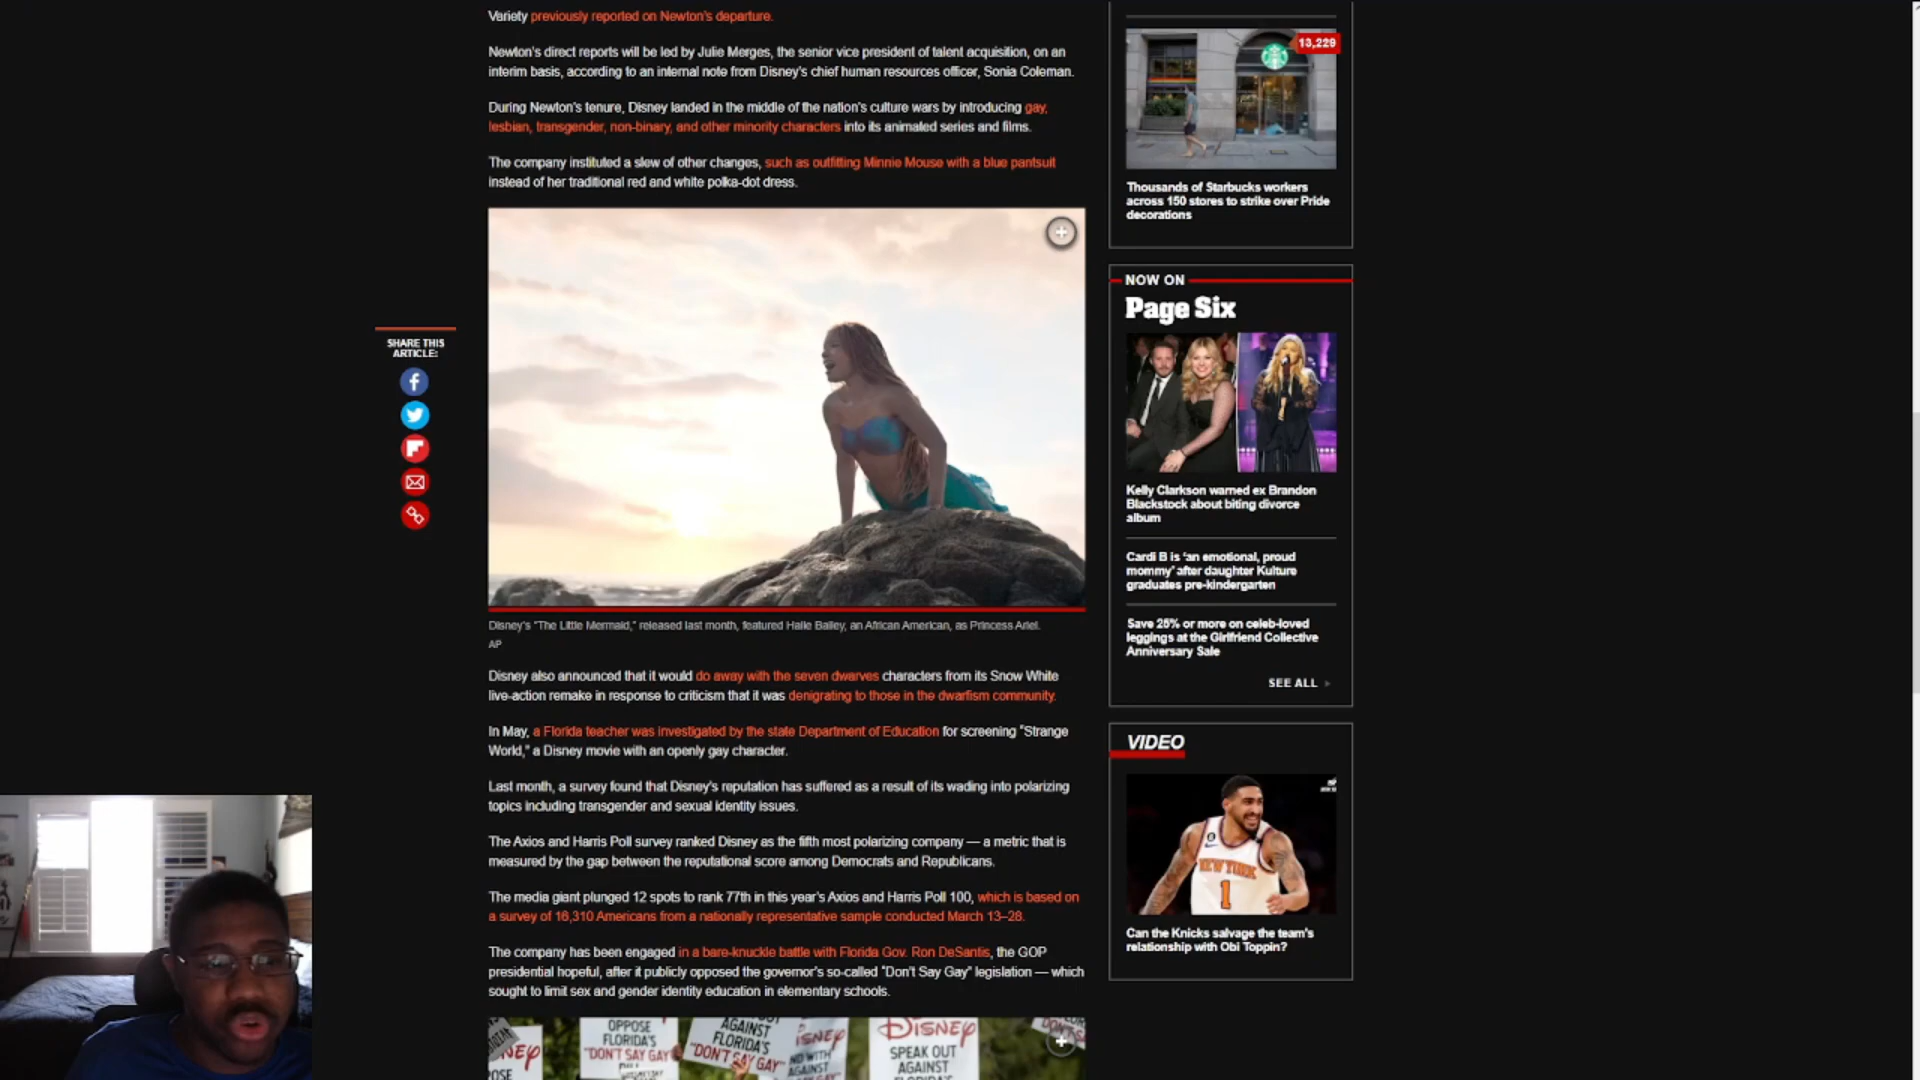 Variety previously reported on Newton's departure.
Newton's direct reports will be led by Julie Merges, the senior vice president of talent acquisition, on an
interim basis, according to an internal note from Disney's chief human resources officer, Sonia Coleman.
During Newton's tenure, Disney landed in the middle of the nation's culture wars by introducing gay,
lesbian, transgender, non-binary, and other minority characters into its animated series and films.
The company instituted a slew of other changes, such as outfitting Minnie Mouse with a blue pantsuit
instead of her traditional red and white polka-dot dress.
SHARE THIS
ARTICLE:
Disney's "The Little Mermaid," released last month, featured Halle Bailey, an African American, as Princess Ariel.
AP
Disney also announced that it would do away with the seven dwarves characters from its Snow White
live-action remake in response to criticism that it was denigrating to those in the dwarfism community.
In May, a Florida teacher was investigated by the state Department of Education for screening "Strange
World," a Disney movie with an openly gay character.
Last month, a survey found that Disney's reputation has suffered as a result of its wading into polarizing
topics including transgender and sexual identity issues.
The Axios and Harris Poll survey ranked Disney as the fifth most polarizing company — a metric that is
measured by the gap between the reputational score among Democrats and Republicans.
The media giant plunged 12 spots to rank 77th in this year's Axios and Harris Poll 100, which is based on
a survey of 16,310 Americans from a nationally representative sample conducted March 13–28.
The company has been engaged in a bare-knuckle battle with Florida Gov. Ron DeSantis, the GOP
presidential hopeful, after it publicly opposed the governor's so-called "Don't Say Gay" legislation — which
sought to limit sex and gender identity education in elementary schools.
OPPOSE
FLORIDA'S
"DON'T SAY GAY"
AGAINST
FLORIDA'S
"DON'T SAY GAY"
DISNEY
SPEAK OUT
AGAINST
13,229
Thousands of Starbucks workers
across 150 stores to strike over Pride
decorations
NOW ON
Page Six
Kelly Clarkson warned ex Brandon
Blackstock about biting divorce
album
Cardi B is 'an emotional, proud
mommy' after daughter Kulture
graduates pre-kindergarten
Save 25% or more on celeb-loved
leggings at the Girlfriend Collective
Anniversary Sale
SEE ALL
VIDEO
NEW YORK
1
Can the Knicks salvage the team's
relationship with Obi Toppin?